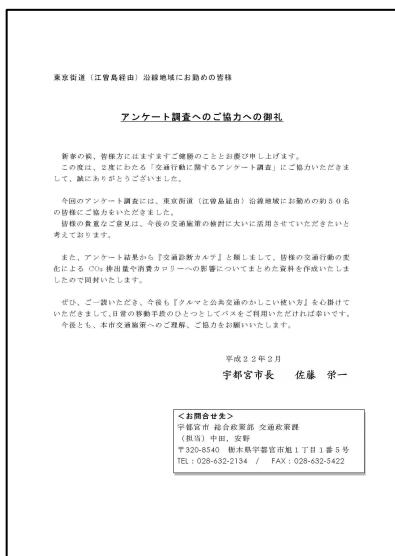 東京街道（江曽島経由）沿線地域にお勤めの皆様
アンケート調査へのご協力への御礼
新春の候、皆様方にはますますご健勝のこととお慶び申し上げます。
この度は、２度にわたる「交通行動に関するアンケート調査」にご協力いただきま
して、誠にありがとうございました。
今回のアンケート調査には、東京街道（江曽島経由）沿線地域にお勤めの約５０名
の皆様にご協力をいただきました。
皆様の貴重なご意見は、今後の交通施策の検討に大いに活用させていただきたいと
考えております。
また、アンケート結果から『交通診断カルテ』と題しまして、皆様の交通行動の変
化による CO₂ 排出量や消費カロリーへの影響についてまとめた資料を作成いたしま
したので同封いたします。
ぜひ、ご一読いただき、今後も『クルマと公共交通のかしこい使い方』を心掛けて
いただきまして、日常の移動手段のひとつとしてバスをご利用いただければ幸いです。
今後とも、本市交通施策へのご理解、ご協力をお願いいたします。
平成２２年２月
宇都宮市長　佐藤　栄一
＜お問合せ先＞
宇都宮市 総合政策部 交通政策課
（担当）中田、安野
〒320-8540　栃木県宇都宮市旭１丁目１番５号
TEL：028-632-2134　/　FAX：028-632-5422